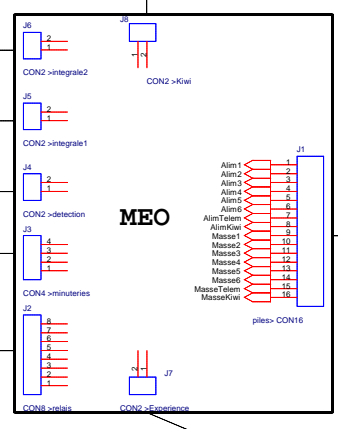 J6
2
1
CON2 >integrale2
J8
1
2
CON2 >Kiwi
J5
2
1
CON2 >integrale1
J4
2
1
CON2 >detection
MEO
J3
4
3
2
1
CON4 >minuteries
J2
8
7
6
5
4
3
2
1
CON8 >relais
J1
Alim1 1
Alim2 2
Alim3 3
Alim4 4
Alim5 5
Alim6 6
AlimTelem 7
AlimKiwi 8
Masse1 9
Masse2 10
Masse3 11
Masse4 12
Masse5 13
Masse6 14
MasseTelem 15
MasseKiwi 16
piles> CON16
2
1
J7
CON2 >Experience